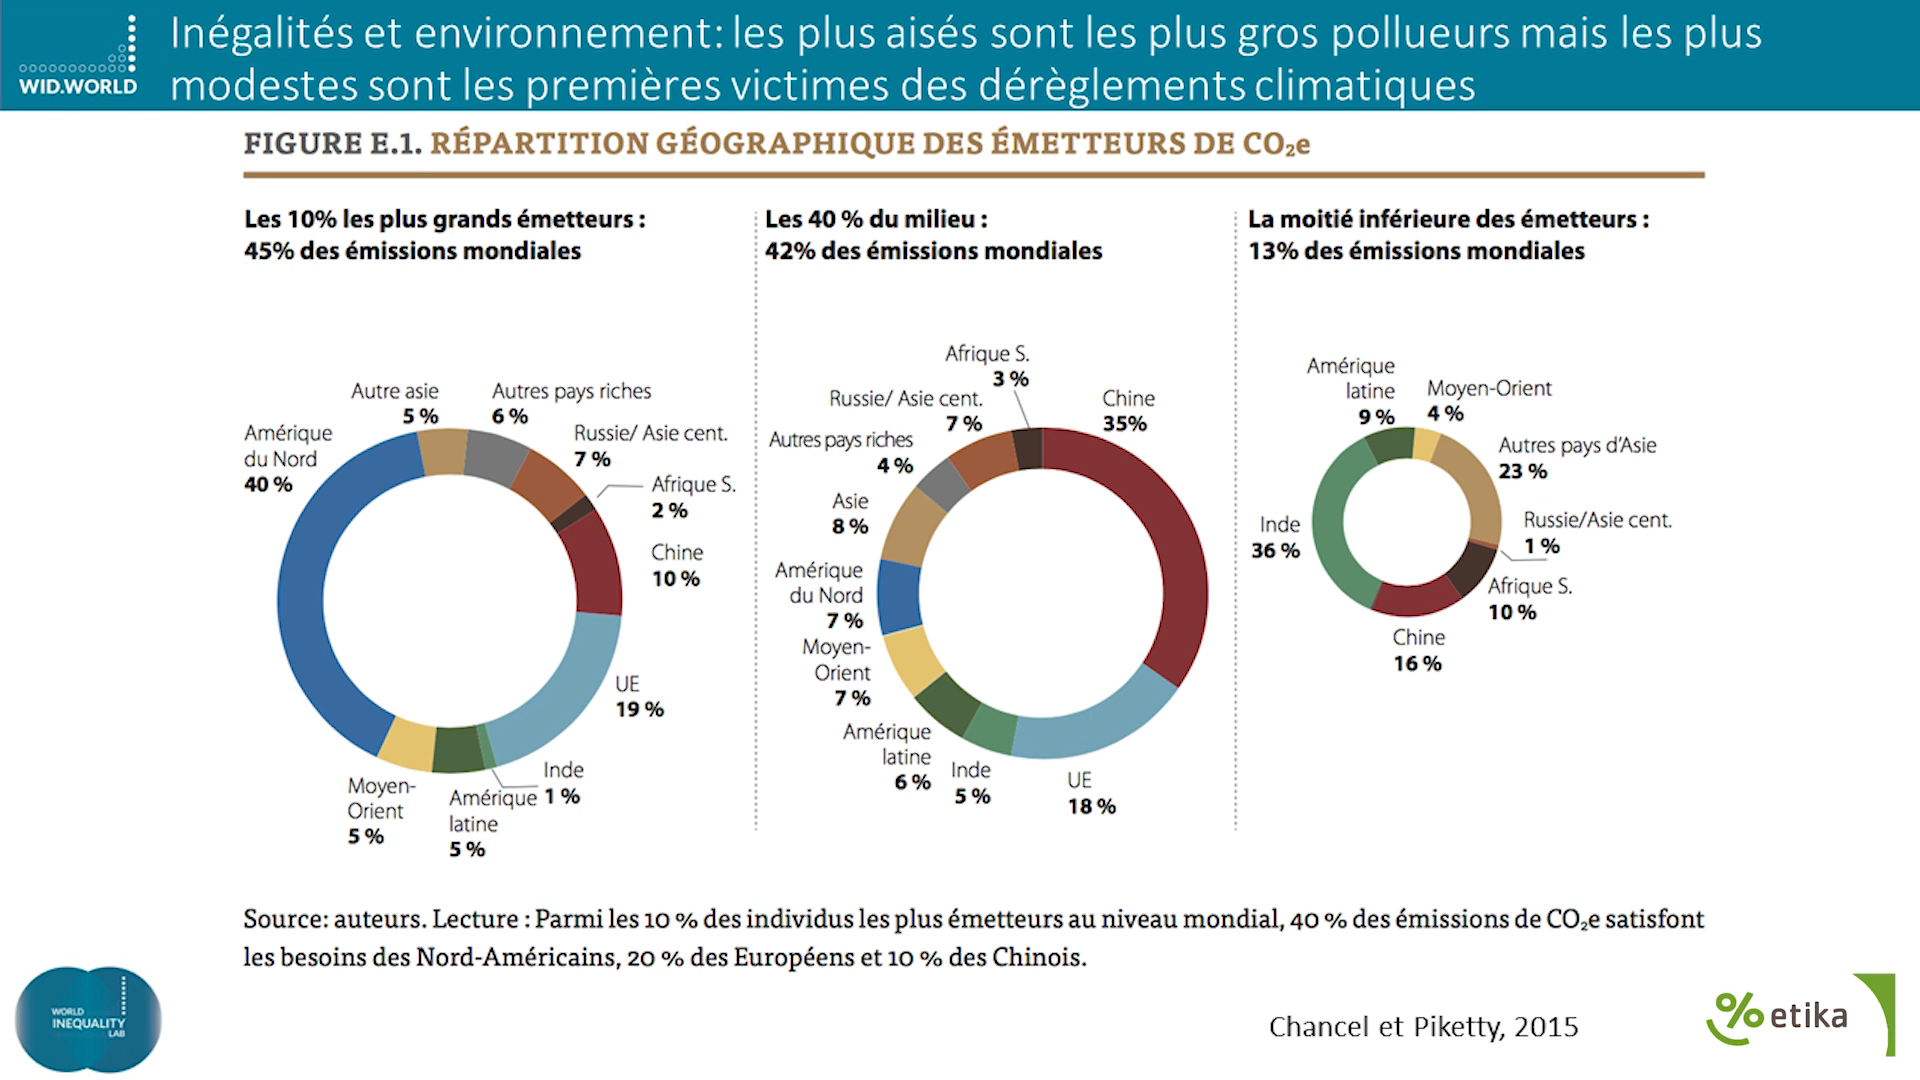 WID.WORLD
Inégalités et environnement: les plus aisés sont les plus gros pollueurs mais les plus
modestes sont les premières victimes des dérèglements climatiques
FIGURE E.1. RÉPARTITION GÉOGRAPHIQUE DES ÉMETTEURS DE CO₂e
Les 10% les plus grands émetteurs :
45% des émissions mondiales
Autre asie
5 %
Autres pays riches
6 %
Amérique
du Nord
40 %
Russie/ Asie cent.
7 %
Afrique S.
2 %
Chine
10 %
UE
19 %
Inde
1 %
Amérique
latine
5 %
Moyen-
Orient
5 %
Les 40 % du milieu :
42% des émissions mondiales
Afrique S.
3 %
Russie/ Asie cent.
7 %
Chine
35%
Autres pays riches
4 %
Asie
8 %
Amérique
du Nord
7 %
Moyen-
Orient
7 %
Amérique
latine
6 %
Inde
5 %
UE
18 %
La moitié inférieure des émetteurs :
13% des émissions mondiales
Amérique
latine
9 %
Moyen-Orient
4 %
Autres pays d’Asie
23 %
Inde
36 %
Russie/Asie cent.
1 %
Afrique S.
10 %
Chine
16 %
Source: auteurs. Lecture : Parmi les 10 % des individus les plus émetteurs au niveau mondial, 40 % des émissions de CO₂e satisfont
les besoins des Nord-Américains, 20 % des Européens et 10 % des Chinois.
WORLD
INEQUALITY
LAB
Chancel et Piketty, 2015
% etika